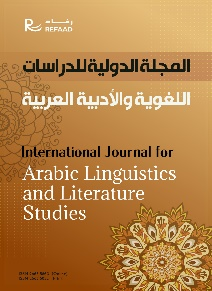 رفاد
REFAAD
المجلة الدولية للدراسات
اللغوية والأدبية العربية
International Journal for
Arabic Linguistics
and Literature
Studies